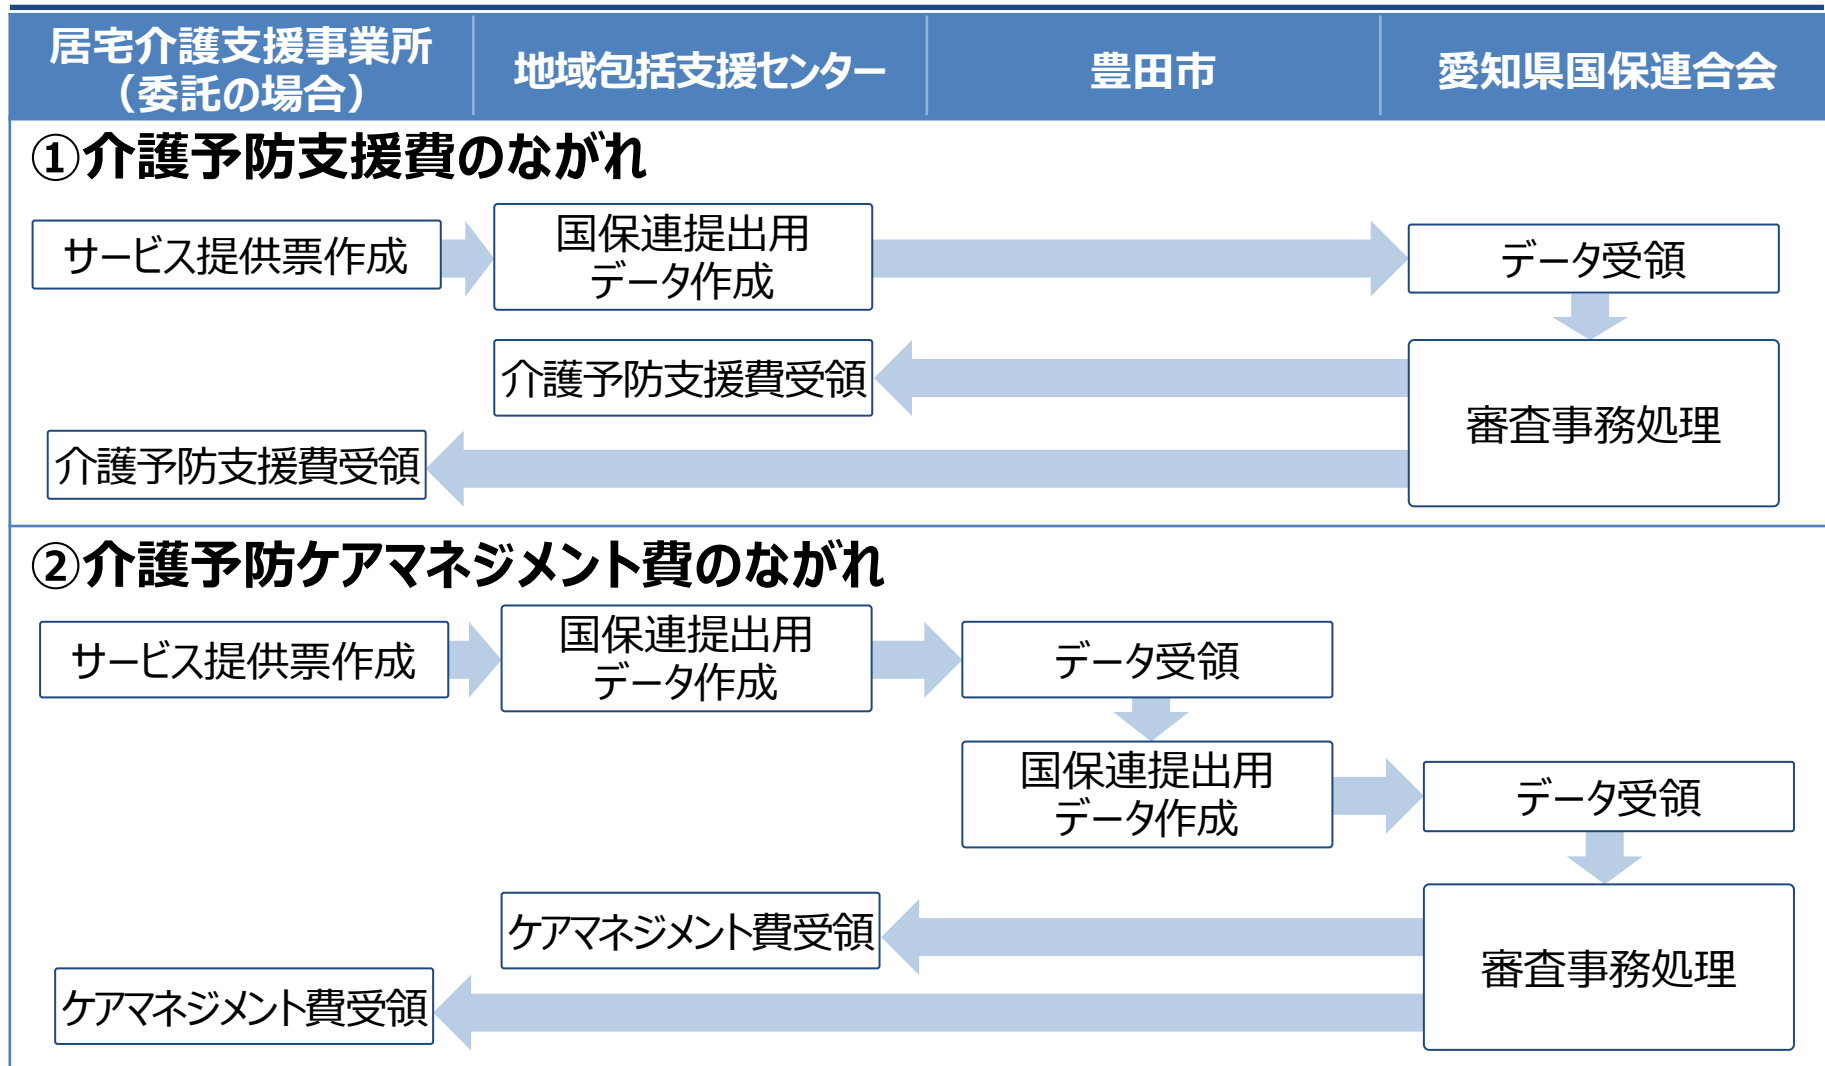 居宅介護支援事業所
（委託の場合）
地域包括支援センター
豊田市
愛知県国保連合会
①介護予防支援費のながれ
サービス提供票作成
国保連提出用
データ作成
データ受領
介護予防支援費受領
審査事務処理
介護予防支援費受領
②介護予防ケアマネジメント費のながれ
サービス提供票作成
国保連提出用
データ作成
データ受領
国保連提出用
データ作成
データ受領
ケアマネジメント費受領
審査事務処理
ケアマネジメント費受領